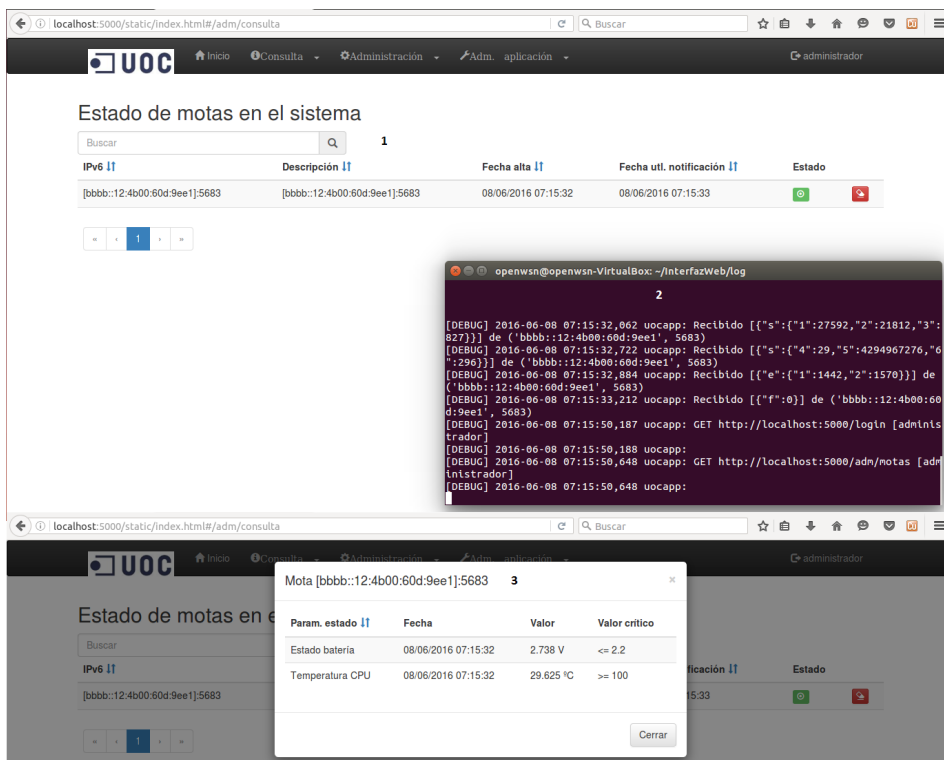 localhost:5000/static/index.html#/adm/consulta
Buscar
UOC
Inicio
Consulta
Administración
Adm. aplicación
administrador
Estado de motas en el sistema
Buscar
1
IPv6 Descripción Fecha alta Fecha utl. notificación Estado
[bbbb::12:4b00:60d:9ee1]:5683 [bbbb::12:4b00:60d:9ee1]:5683 08/06/2016 07:15:32 08/06/2016 07:15:33
« ‹ 1 › »
openwsn@openwsn-VirtualBox: ~/InterfazWeb/log
2
[DEBUG] 2016-06-08 07:15:32,062 uocapp: Recibido [{"s":{"1":27592,"2":21812,"3":
827}}] de ('bbbb::12:4b00:60d:9ee1', 5683)
[DEBUG] 2016-06-08 07:15:32,722 uocapp: Recibido [{"s":{"4":29,"5":4294967276,"6
":296}}] de ('bbbb::12:4b00:60d:9ee1', 5683)
[DEBUG] 2016-06-08 07:15:32,884 uocapp: Recibido [{"e":{"1":1442,"2":1570}}] de
('bbbb::12:4b00:60d:9ee1', 5683)
[DEBUG] 2016-06-08 07:15:33,212 uocapp: Recibido [{"f":0}] de ('bbbb::12:4b00:60
d:9ee1', 5683)
[DEBUG] 2016-06-08 07:15:50,187 uocapp: GET http://localhost:5000/login [adminis
trador]
[DEBUG] 2016-06-08 07:15:50,188 uocapp:
[DEBUG] 2016-06-08 07:15:50,648 uocapp: GET http://localhost:5000/adm/motas [adm
inistrador]
[DEBUG] 2016-06-08 07:15:50,648 uocapp:
localhost:5000/static/index.html#/adm/consulta
Buscar
UOC
Inicio
Consulta
Administración
Adm. aplicación
administrador
Mota [bbbb::12:4b00:60d:9ee1]:5683
3
×
Estado de motas en e
Buscar
IPv6
ificación Estado
[bbbb::12:4b00:60d:9ee1]:5683
15:33
Param. estado Fecha Valor Valor crítico
Estado batería 08/06/2016 07:15:32 2.738 V <= 2.2
Temperatura CPU 08/06/2016 07:15:32 29.625 ºC >= 100
Cerrar
« ‹ 1 › »